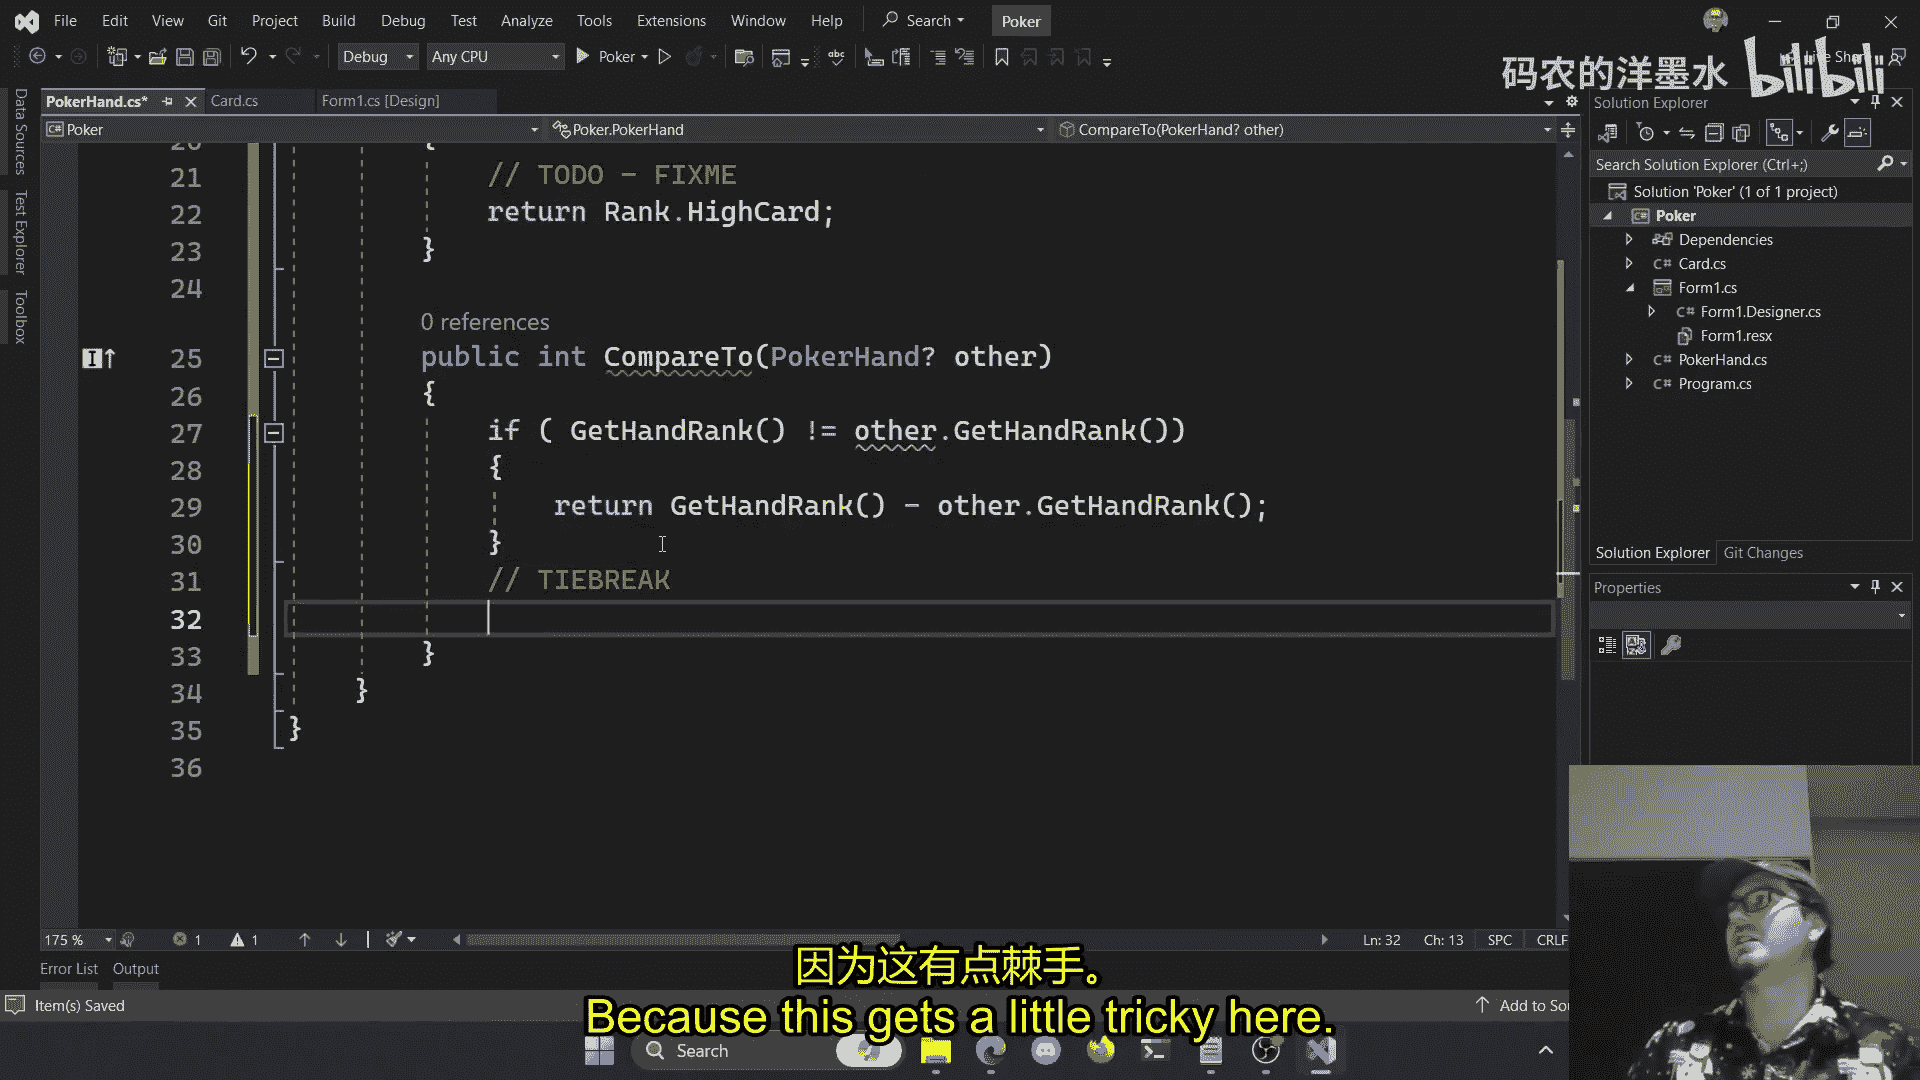 File Edit View Git Project Build Debug Test Analyze Tools Extensions Window Help Search Poker
Debug Any CPU Poker Live Share
码农的洋墨水 bilibili
PokerHand.cs* Card.cs Form1.cs [Design]
Poker Poker.PokerHand CompareTo(PokerHand? other)
Data Sources
Test Explorer
Toolbox
21 // TODO - FIXME
22 return Rank.HighCard;
23 }
24
0 references
25 public int CompareTo(PokerHand? other)
26 {
27 if ( GetHandRank() != other.GetHandRank())
28 {
29 return GetHandRank() - other.GetHandRank();
30 }
31 // TIEBREAK
32
33 }
34 }
35 }
36
Solution Explorer
Search Solution Explorer (Ctrl+;)
Solution 'Poker' (1 of 1 project)
Poker
Dependencies
C# Card.cs
Form1.cs
C# Form1.Designer.cs
Form1.resx
C# PokerHand.cs
C# Program.cs
Solution Explorer Git Changes
Properties
175 % 1 1 Ln: 32 Ch: 13 SPC CRLF
Error List Output
Item(s) Saved Add to Sou
因为这有点棘手。
Because this gets a little tricky here.
Search